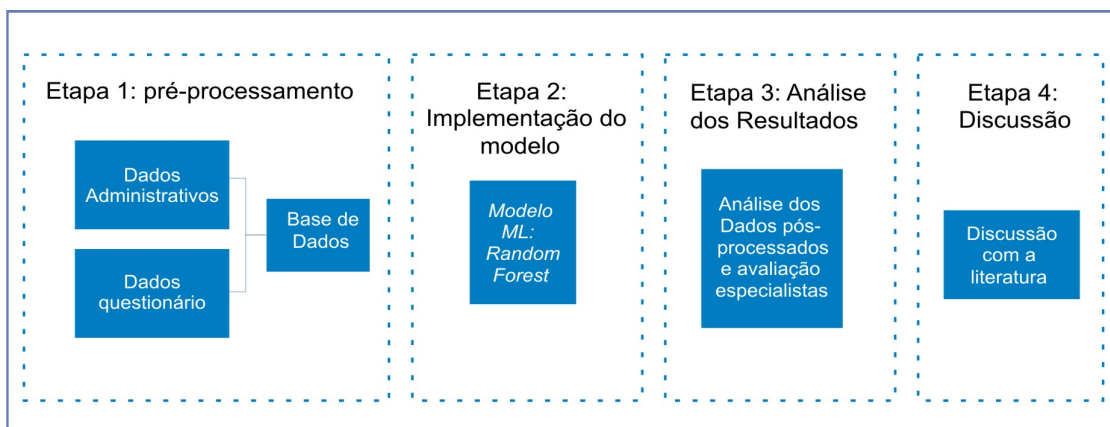 Etapa 1: pré-processamento
Dados
Administrativos
Dados
questionário
Base de
Dados
Etapa 2:
Implementação do
modelo
Modelo
ML:
Random
Forest
Etapa 3: Análise
dos Resultados
Análise dos
Dados pós-
processados
e avaliação
especialistas
Etapa 4:
Discussão
Discussão
com a
literatura